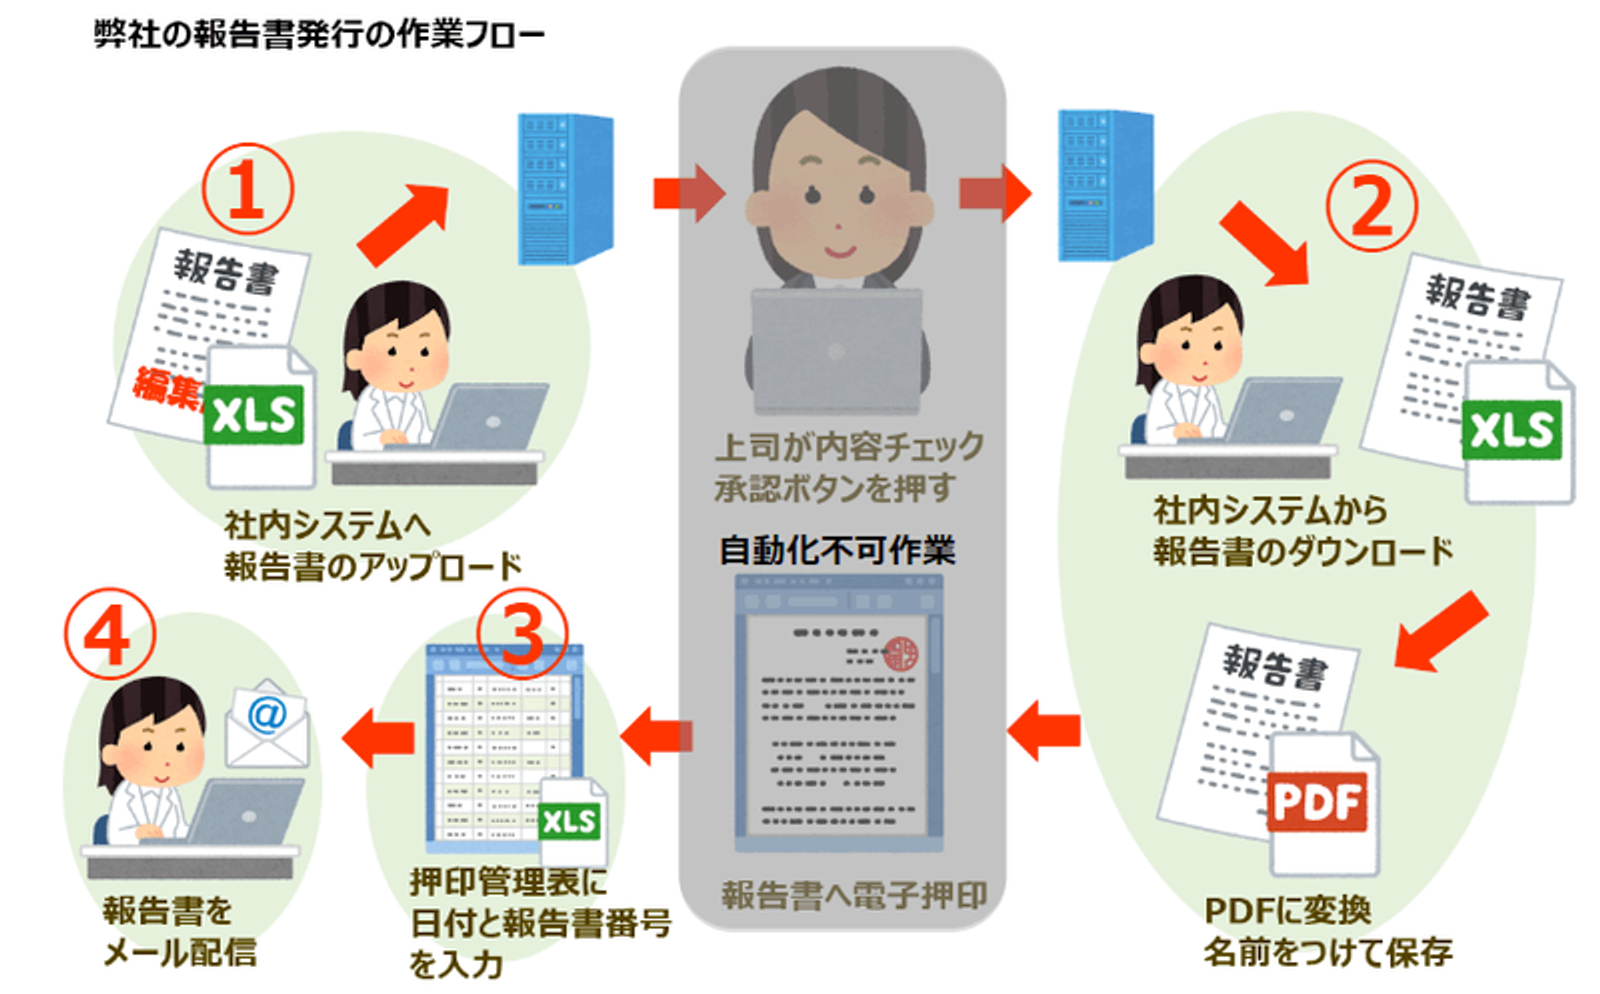 弊社の報告書発行の作業フロー
①
報告書
編集
XLS
社内システムへ
報告書のアップロード
上司が内容チェック
承認ボタンを押す
自動化不可作業
②
報告書
XLS
社内システムから
報告書のダウンロード
報告書
PDF
PDFに変換
名前をつけて保存
報告書へ電子押印
③
XLS
押印管理表に
日付と報告書番号
を入力
④
@
報告書を
メール配信